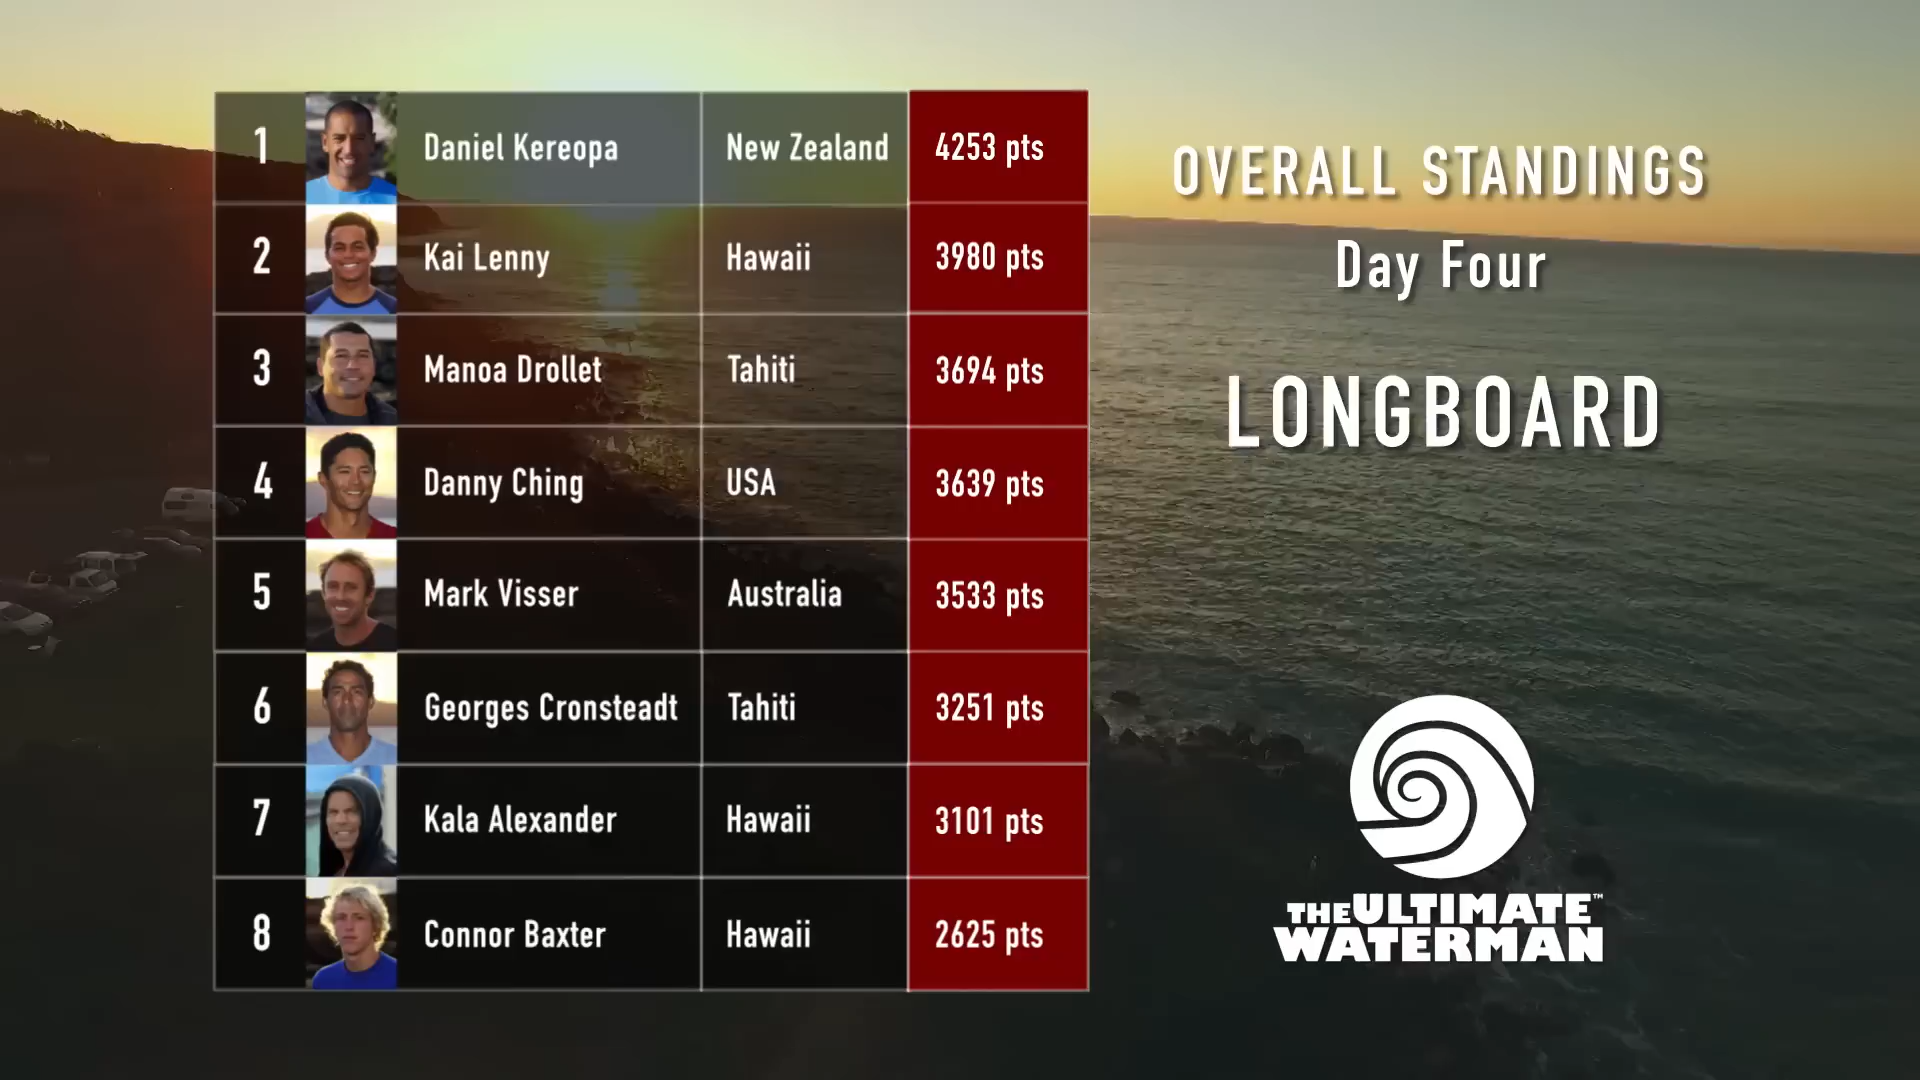 1 Daniel Kereopa New Zealand 4253 pts
2 Kai Lenny Hawaii 3980 pts
3 Manoa Drollet Tahiti 3694 pts
4 Danny Ching USA 3639 pts
5 Mark Visser Australia 3533 pts
6 Georges Cronsteadt Tahiti 3251 pts
7 Kala Alexander Hawaii 3101 pts
8 Connor Baxter Hawaii 2625 pts
OVERALL STANDINGS
Day Four
LONGBOARD
THE ULTIMATE™
WATERMAN